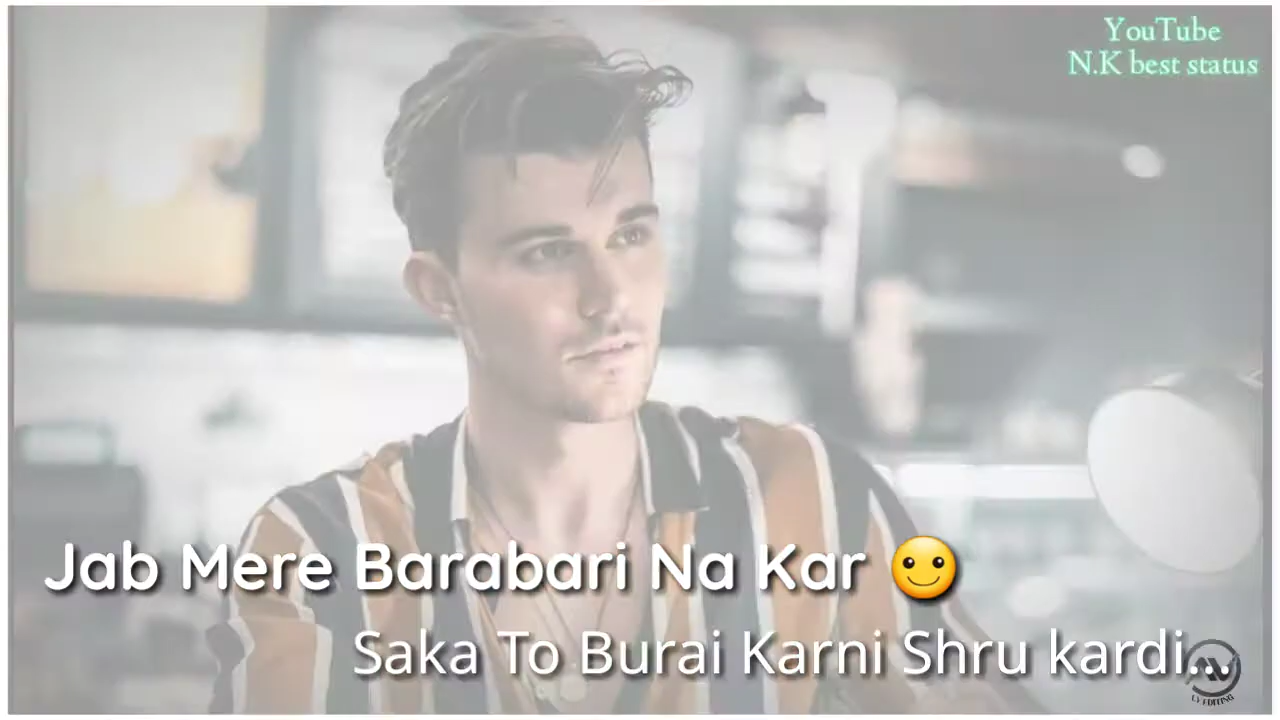 YouTube
N.K best status
Jab Mere Barabari Na Kar 🙂
Saka To Burai Karni Shru kardi...